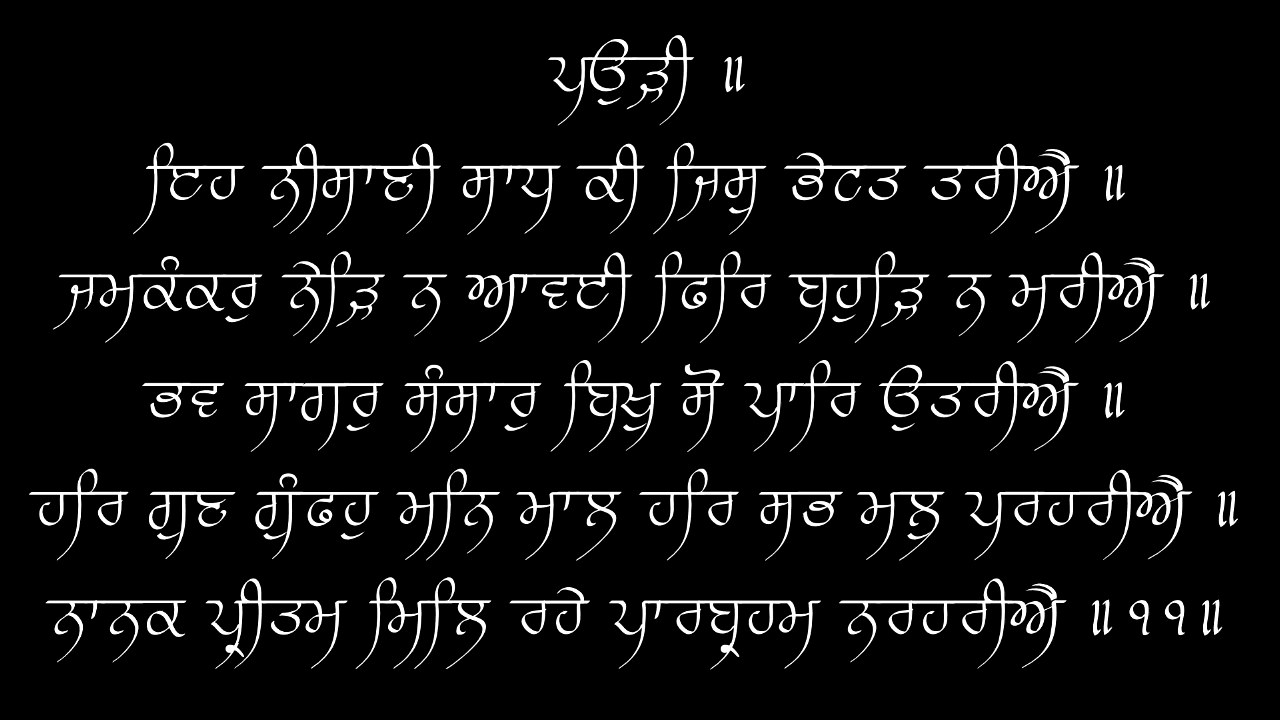 ਪਉੜੀ ॥
ਇਹ ਨੀਸਾਣੀ ਸਾਧ ਕੀ ਜਿਸੁ ਭੇਟਤ ਤਰੀਐ ॥
ਜਮਕੰਕਰੁ ਨੇੜਿ ਨ ਆਵਈ ਫਿਰਿ ਬਹੁੜਿ ਨ ਮਰੀਐ ॥
ਭਵ ਸਾਗਰੁ ਸੰਸਾਰੁ ਬਿਖੁ ਸੋ ਪਾਰਿ ਉਤਰੀਐ ॥
ਹਰਿ ਗੁਣ ਗੁੰਫਹੁ ਮਨਿ ਮਾਲ ਹਰਿ ਸਭ ਮਲੁ ਪਰਹਰੀਐ ॥
ਨਾਨਕ ਪ੍ਰੀਤਮ ਮਿਲਿ ਰਹੇ ਪਾਰਬ੍ਰਹਮ ਨਰਹਰੀਐ ॥੧੧॥